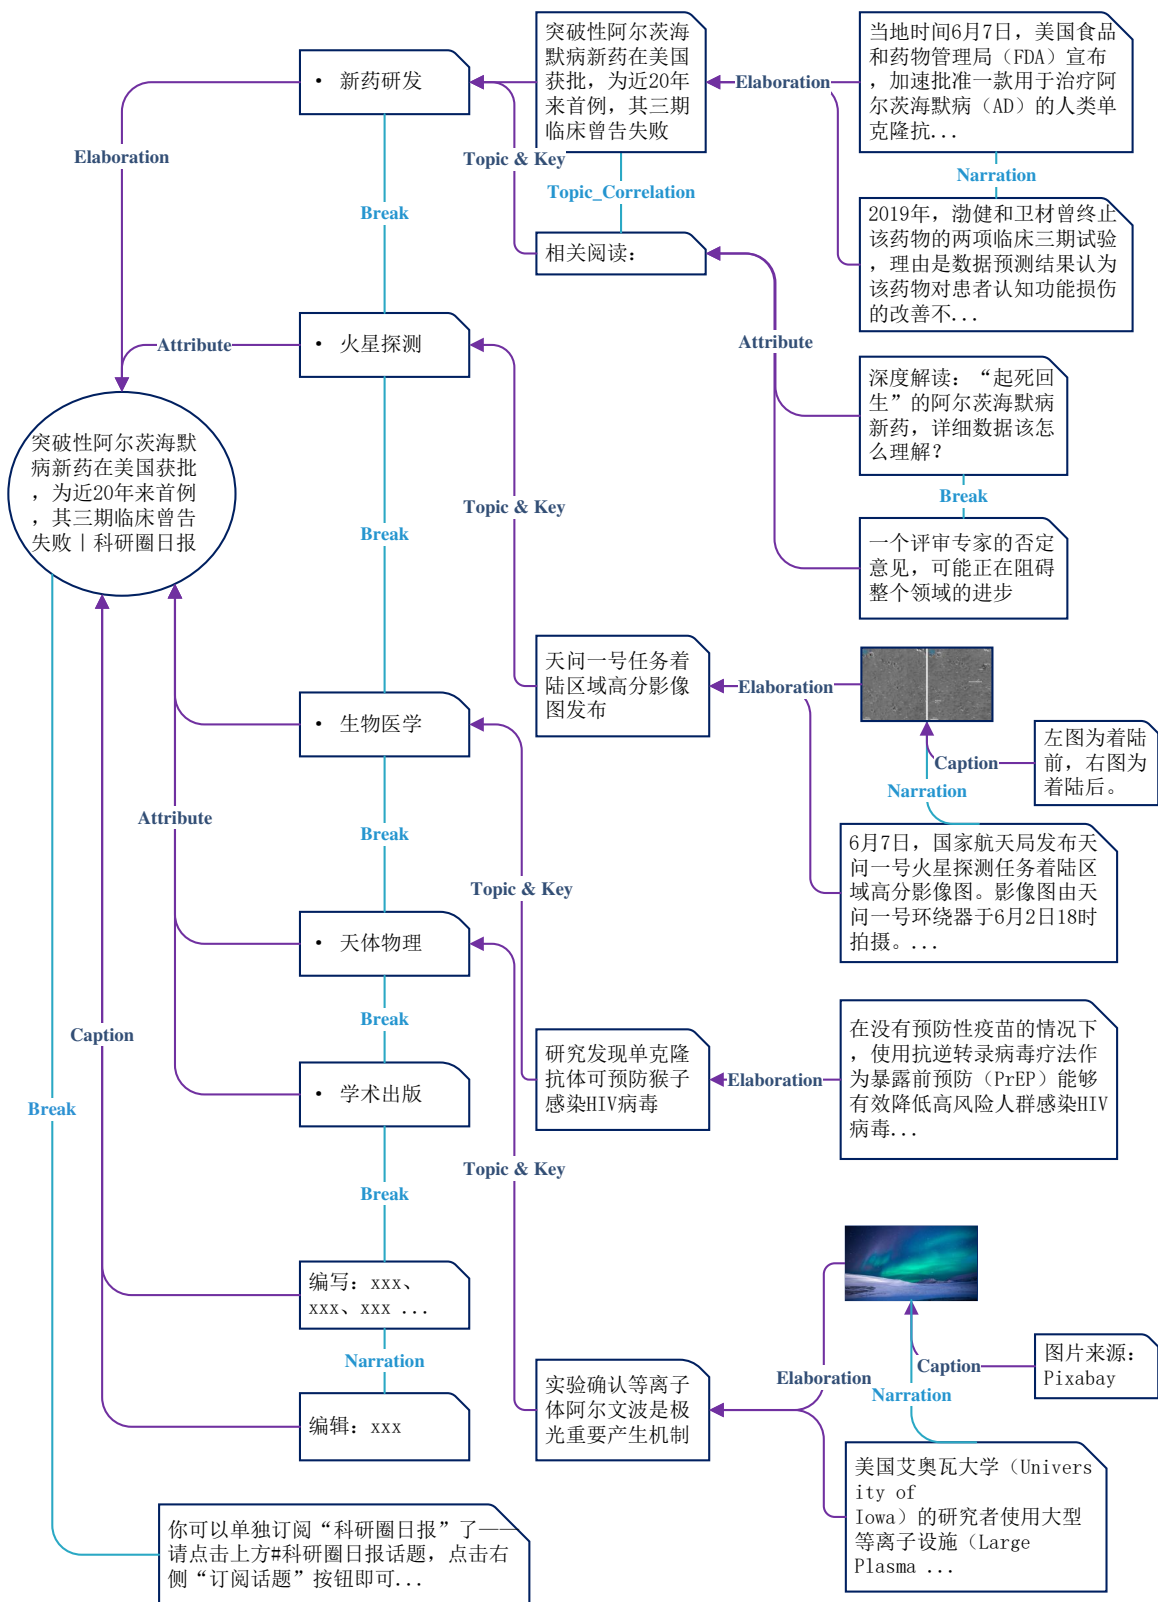 突破性阿尔茨海
默病新药在美国
获批，为近20年
来首例，其三期
临床曾告失败
当地时间6月7日，美国食品
和药物管理局（FDA）宣布
，加速批准一款用于治疗阿
尔茨海默病（AD）的人类单
克隆抗...
• 新药研发
Elaboration
Elaboration
Topic & Key
Narration
Topic_Correlation
Break
2019年，渤健和卫材曾终止
该药物的两项临床三期试验
，理由是数据预测结果认为
该药物对患者认知功能损伤
的改善不...
相关阅读：
• 火星探测
Attribute
Attribute
深度解读：“起死回
生”的阿尔茨海默病
新药，详细数据该怎
么理解？
突破性阿尔茨海默
病新药在美国获批
，为近20年来首例
，其三期临床曾告
失败｜科研圈日报
Break
Topic & Key
Break
一个评审专家的否定
意见，可能正在阻碍
整个领域的进步
天问一号任务着
陆区域高分影像
图发布
Elaboration
• 生物医学
左图为着陆
前，右图为
着陆后。
Caption
Narration
Attribute
Break
6月7日，国家航天局发布天
问一号火星探测任务着陆区
域高分影像图。影像图由天
问一号环绕器于6月2日18时
拍摄。...
Topic & Key
• 天体物理
Caption
Break
研究发现单克隆
抗体可预防猴子
感染HIV病毒
Elaboration
在没有预防性疫苗的情况下
，使用抗逆转录病毒疗法作
为暴露前预防（PrEP）能够
有效降低高风险人群感染HIV
病毒...
• 学术出版
Break
Topic & Key
Break
编写：xxx、
xxx、xxx ...
Narration
实验确认等离子
体阿尔文波是极
光重要产生机制
Elaboration
Caption
图片来源：
Pixabay
Narration
编辑：xxx
美国艾奥瓦大学（Univers
ity of
Iowa）的研究者使用大型
等离子设施（Large
Plasma ...
你可以单独订阅“科研圈日报”了——
请点击上方#科研圈日报话题，点击右
侧“订阅话题”按钮即可...